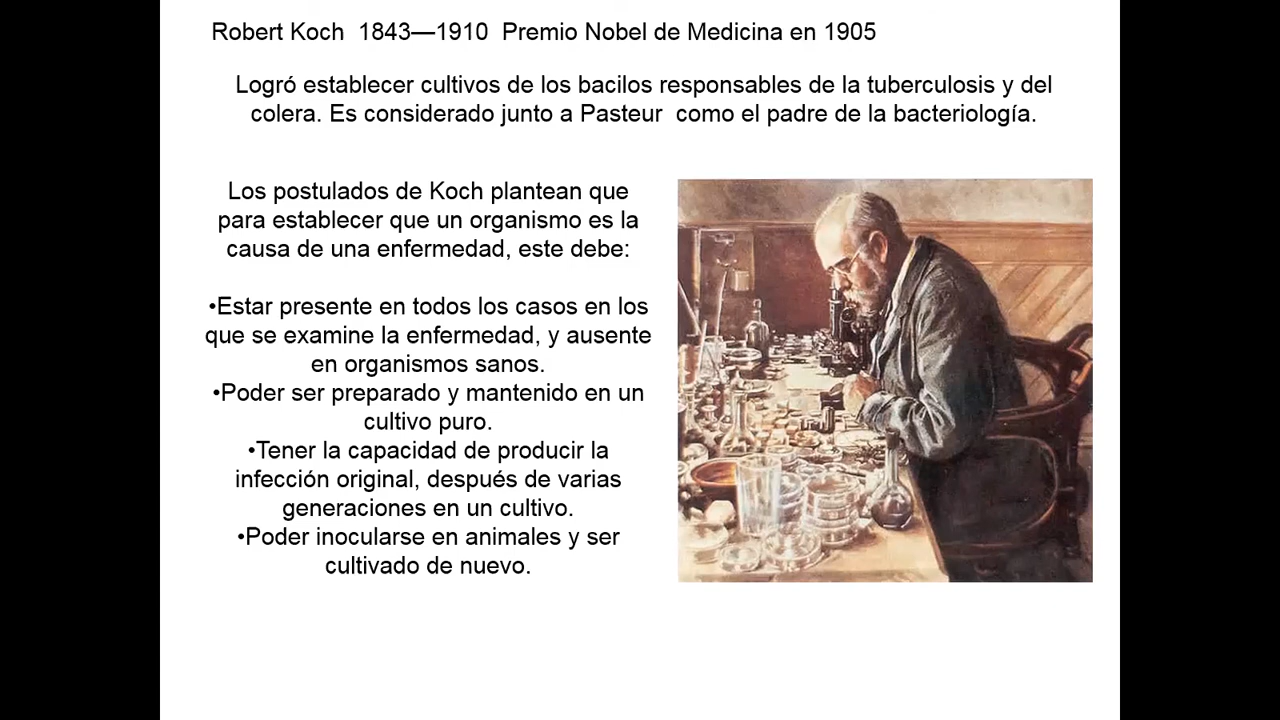 Robert Koch  1843—1910  Premio Nobel de Medicina en 1905
Logró establecer cultivos de los bacilos responsables de la tuberculosis y del
colera. Es considerado junto a Pasteur  como el padre de la bacteriología.
Los postulados de Koch plantean que
para establecer que un organismo es la
causa de una enfermedad, este debe:
•Estar presente en todos los casos en los
que se examine la enfermedad, y ausente
en organismos sanos.
•Poder ser preparado y mantenido en un
cultivo puro.
•Tener la capacidad de producir la
infección original, después de varias
generaciones en un cultivo.
•Poder inocularse en animales y ser
cultivado de nuevo.